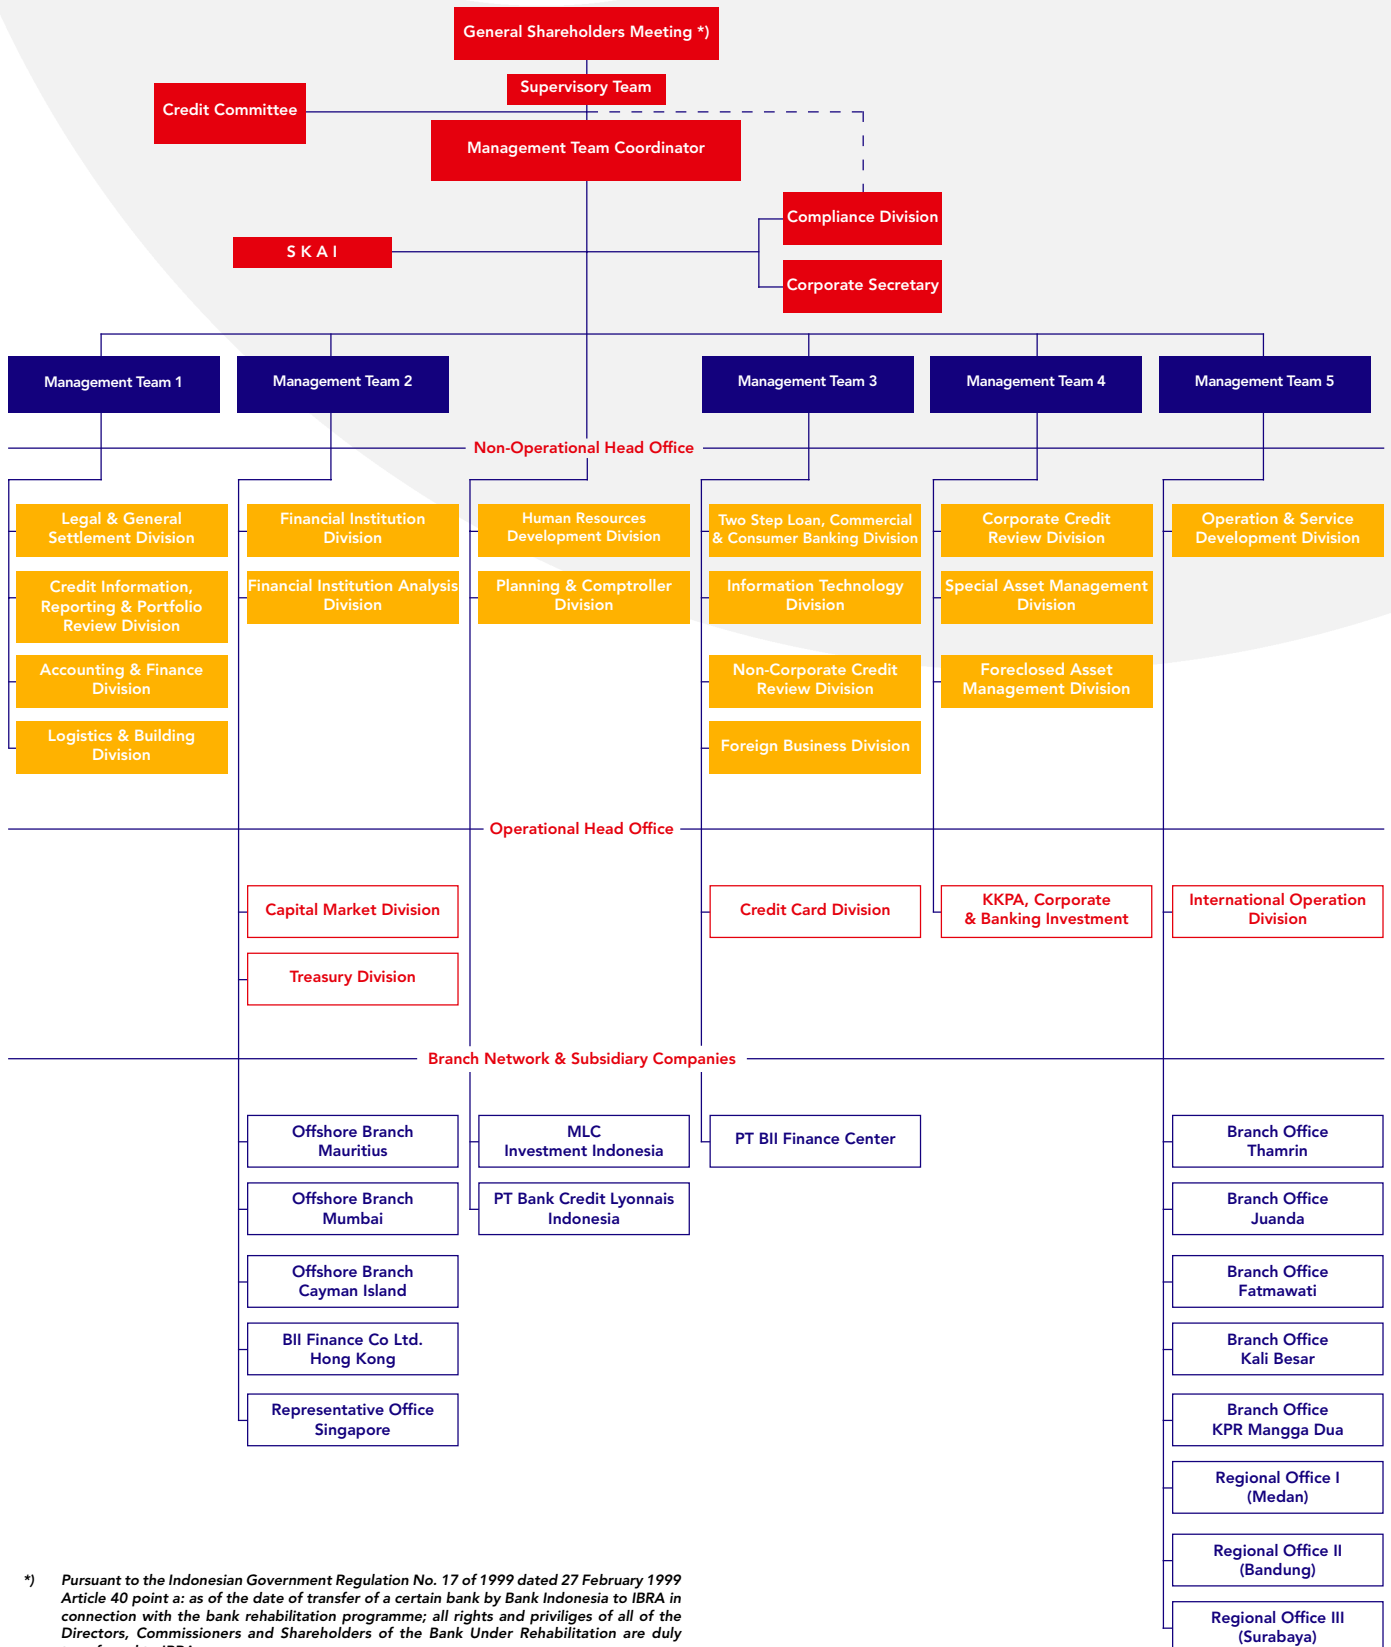 General Shareholders Meeting *)
Supervisory Team
Credit Committee
Management Team Coordinator
Compliance Division
S K A I
Corporate Secretary
Management Team 1
Management Team 2
Management Team 3
Management Team 4
Management Team 5
Non-Operational Head Office
Legal & General
Settlement Division
Financial Institution
Division
Human Resources
Development Division
Two Step Loan, Commercial
& Consumer Banking Division
Corporate Credit
Review Division
Operation & Service
Development Division
Credit Information,
Reporting & Portfolio
Review Division
Financial Institution Analysis
Division
Planning & Comptroller
Division
Information Technology
Division
Special Asset Management
Division
Accounting & Finance
Division
Non-Corporate Credit
Review Division
Foreclosed Asset
Management Division
Logistics & Building
Division
Foreign Business Division
Operational Head Office
Capital Market Division
Credit Card Division
KKPA, Corporate
& Banking Investment
International Operation
Division
Treasury Division
Branch Network & Subsidiary Companies
Offshore Branch
Mauritius
MLC
Investment Indonesia
PT BII Finance Center
Branch Office
Thamrin
Offshore Branch
Mumbai
PT Bank Credit Lyonnais
Indonesia
Branch Office
Juanda
Offshore Branch
Cayman Island
Branch Office
Fatmawati
BII Finance Co Ltd.
Hong Kong
Branch Office
Kali Besar
Representative Office
Singapore
Branch Office
KPR Mangga Dua
Regional Office I
(Medan)
Regional Office II
(Bandung)
Regional Office III
(Surabaya)
*) Pursuant to the Indonesian Government Regulation No. 17 of 1999 dated 27 February 1999
Article 40 point a: as of the date of transfer of a certain bank by Bank Indonesia to IBRA in
connection with the bank rehabilitation programme; all rights and priviliges of all of the
Directors, Commissioners and Shareholders of the Bank Under Rehabilitation are duly